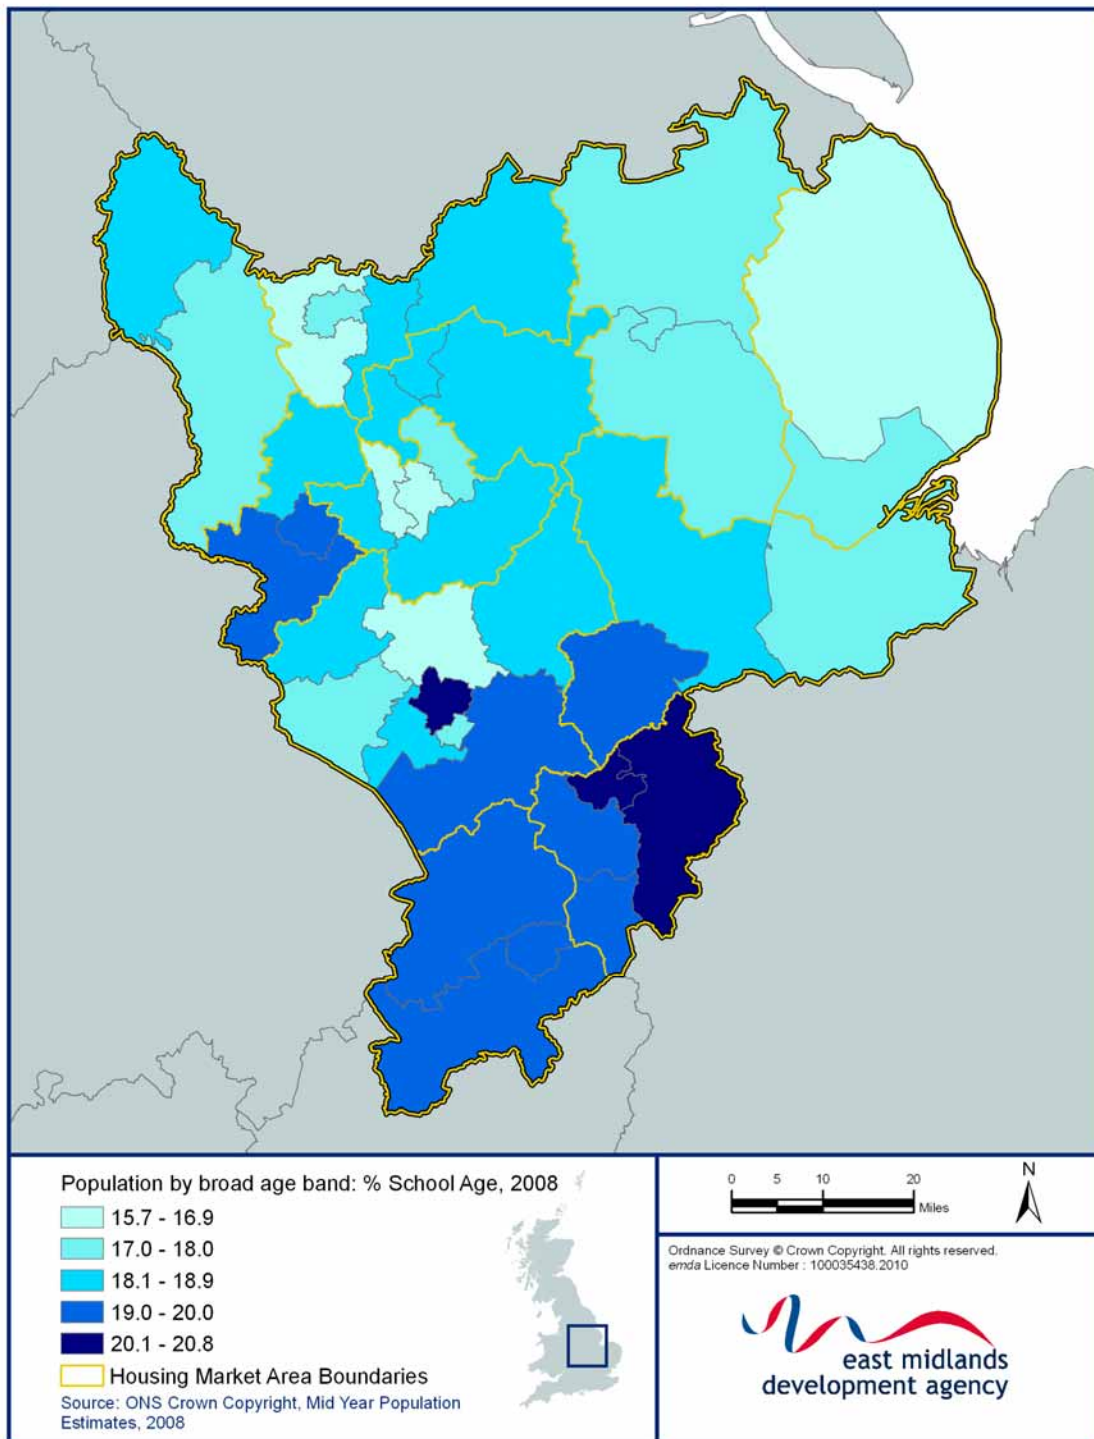 Population by broad age band: % School Age, 2008
15.7 - 16.9
17.0 - 18.0
18.1 - 18.9
19.0 - 20.0
20.1 - 20.8
Housing Market Area Boundaries
Source: ONS Crown Copyright, Mid Year Population
Estimates, 2008
0 5 10 20
Miles
N
Ordnance Survey © Crown Copyright. All rights reserved.
emda Licence Number : 100035438.2010
east midlands
development agency